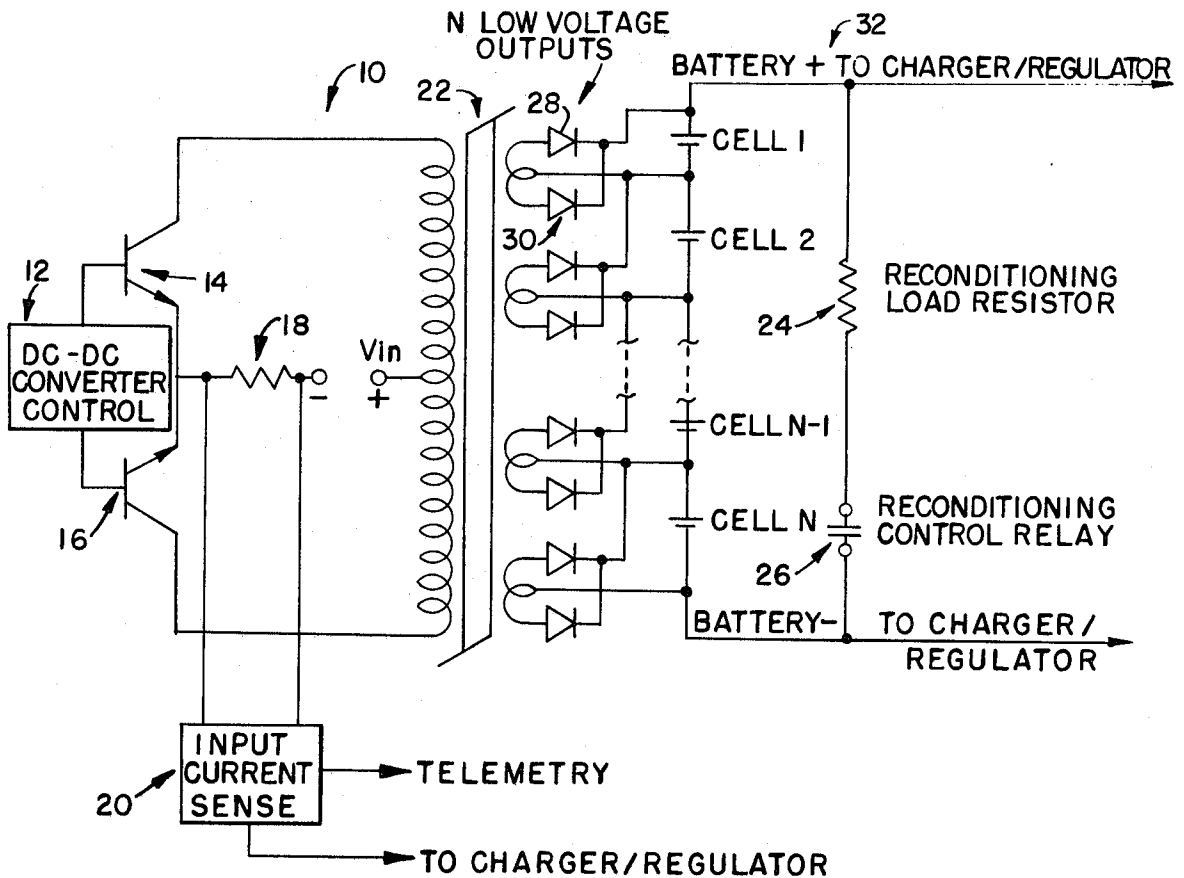 N LOW VOLTAGE
OUTPUTS
32
BATTERY + TO CHARGER/REGULATOR
10
22
28
CELL 1
30
CELL 2
14
12
RECONDITIONING
LOAD RESISTOR
24
18
DC-DC
CONVERTER
CONTROL
Vin
-
+
CELL N-1
16
CELL N
RECONDITIONING
CONTROL RELAY
26
BATTERY-
TO CHARGER/
REGULATOR
INPUT
CURRENT
SENSE
20
TELEMETRY
TO CHARGER/REGULATOR